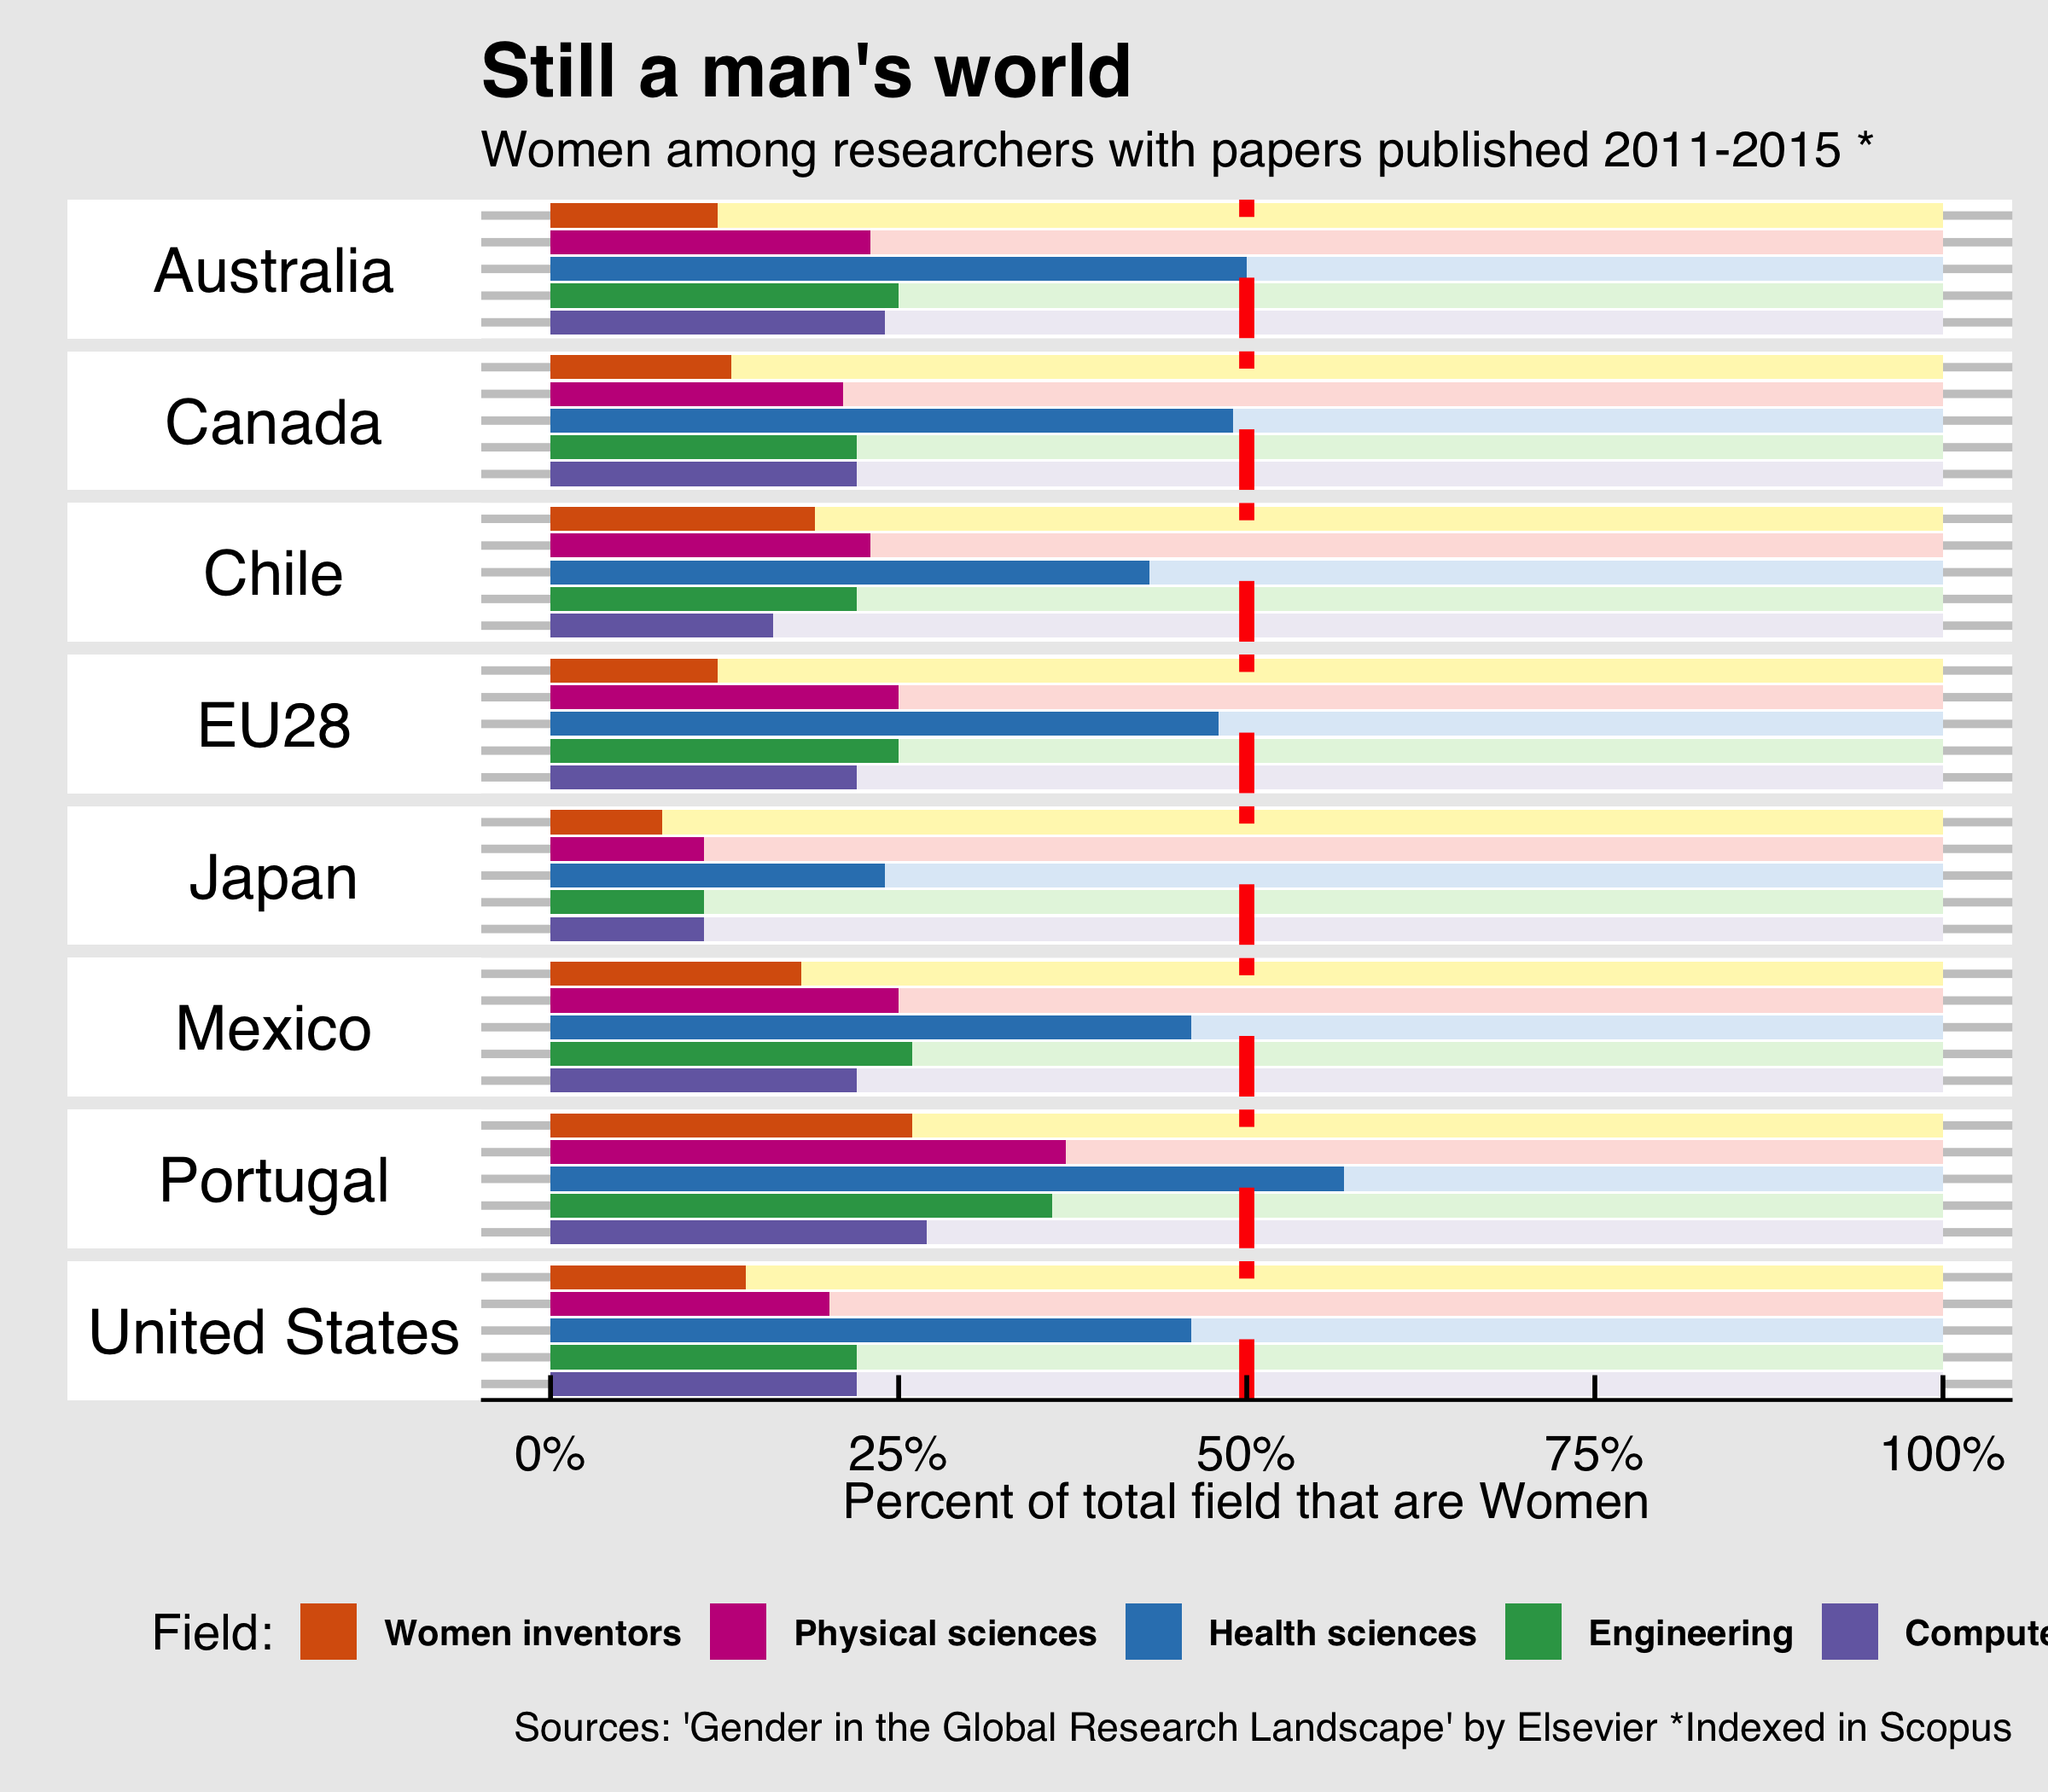 Still a man's world
Women among researchers with papers published 2011-2015 *
Australia
Canada
Chile
EU28
Japan
Mexico
Portugal
United States
0% 25% 50% 75% 100%
Percent of total field that are Women
Field: Women inventors Physical sciences Health sciences Engineering Compute
Sources: 'Gender in the Global Research Landscape' by Elsevier *Indexed in Scopus